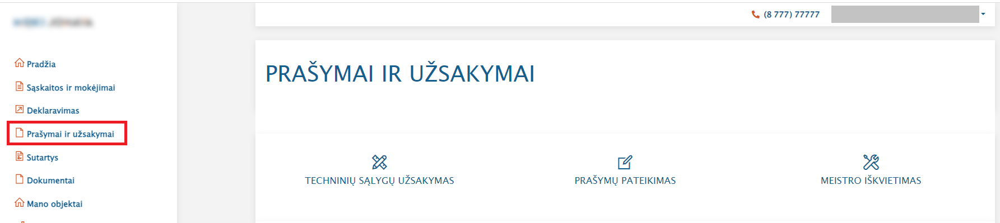 (8 777) 77777
Pradžia
Sąskaitos ir mokėjimai
Deklaravimas
Prašymai ir užsakymai
Sutartys
Dokumentai
Mano objektai
PRAŠYMAI IR UŽSAKYMAI
TECHNINIŲ SĄLYGŲ UŽSAKYMAS
PRAŠYMŲ PATEIKIMAS
MEISTRO IŠKVIETIMAS